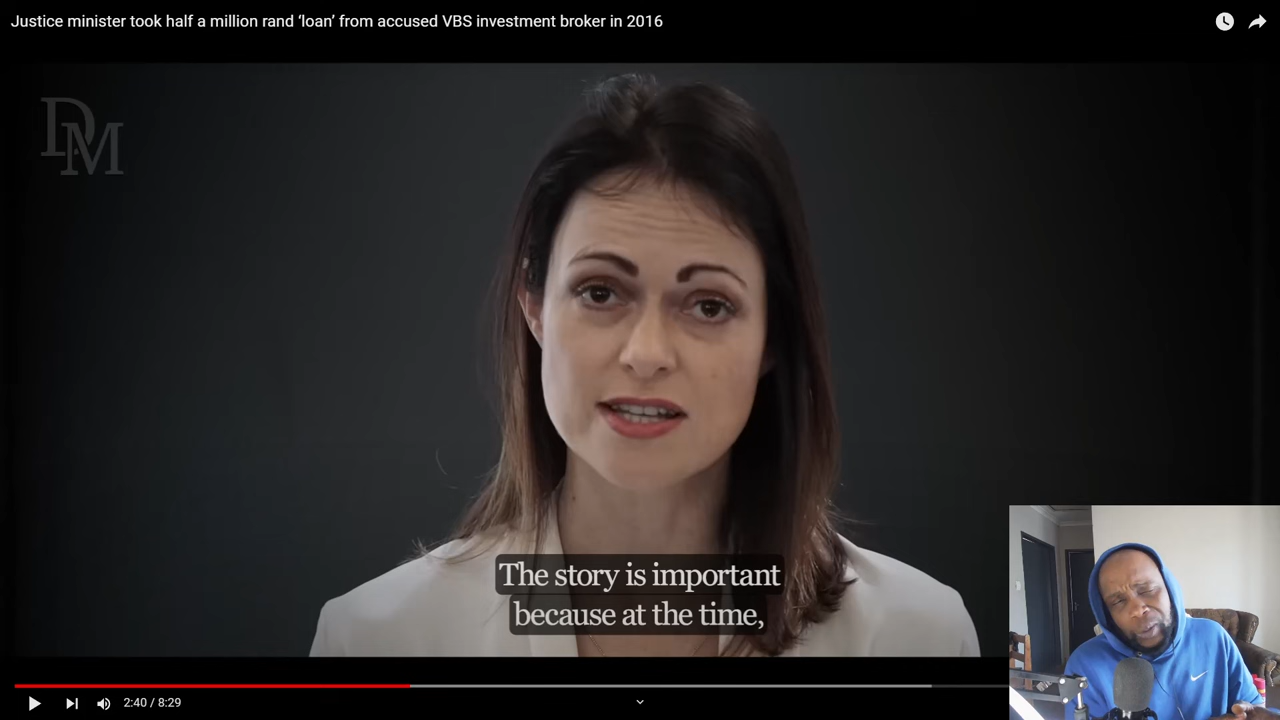 Justice minister took half a million rand ‘loan’ from accused VBS investment broker in 2016
DM
The story is important
because at the time,
2:40 / 8:29